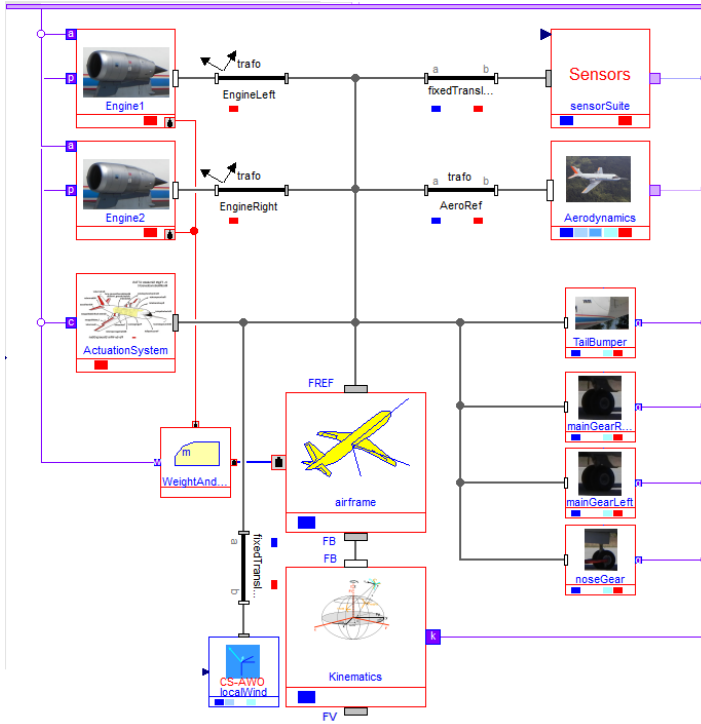 a
p
Engine1
trafo
EngineLeft
a
b
fixedTransl...
Sensors
sensorSuite
a
p
Engine2
trafo
EngineRight
a
trafo
b
AeroRef
Aerodynamics
c
ActuationSystem
TailBumper
FREF
mainGearR...
m
WeightAnd...
airframe
mainGearLeft
FB
FB
a
fixedTransl...
b
noseGear
k
CS-AWO
localWind
Kinematics
FV